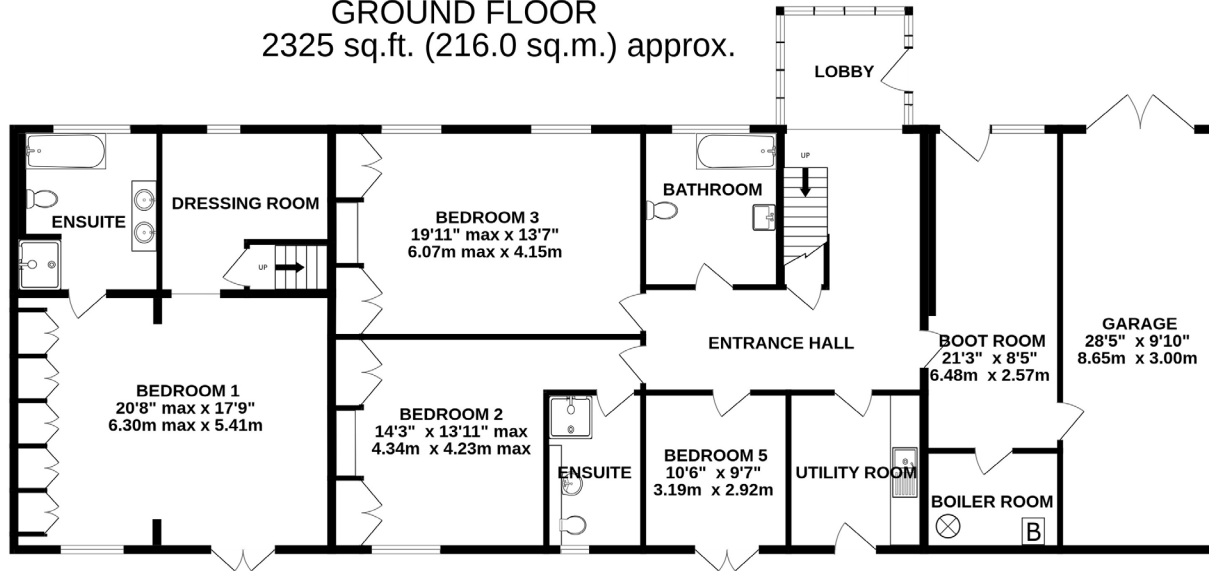 GROUND FLOOR
2325 sq.ft. (216.0 sq.m.) approx.
LOBBY
UP
ENSUITE
DRESSING ROOM
UP
BEDROOM 3
19'11" max x 13'7"
6.07m max x 4.15m
BATHROOM
ENTRANCE HALL
BOOT ROOM
21'3" x 8'5"
6.48m x 2.57m
GARAGE
28'5" x 9'10"
8.65m x 3.00m
BEDROOM 1
20'8" max x 17'9"
6.30m max x 5.41m
BEDROOM 2
14'3" x 13'11" max
4.34m x 4.23m max
ENSUITE
BEDROOM 5
10'6" x 9'7"
3.19m x 2.92m
UTILITY ROOM
BOILER ROOM
B